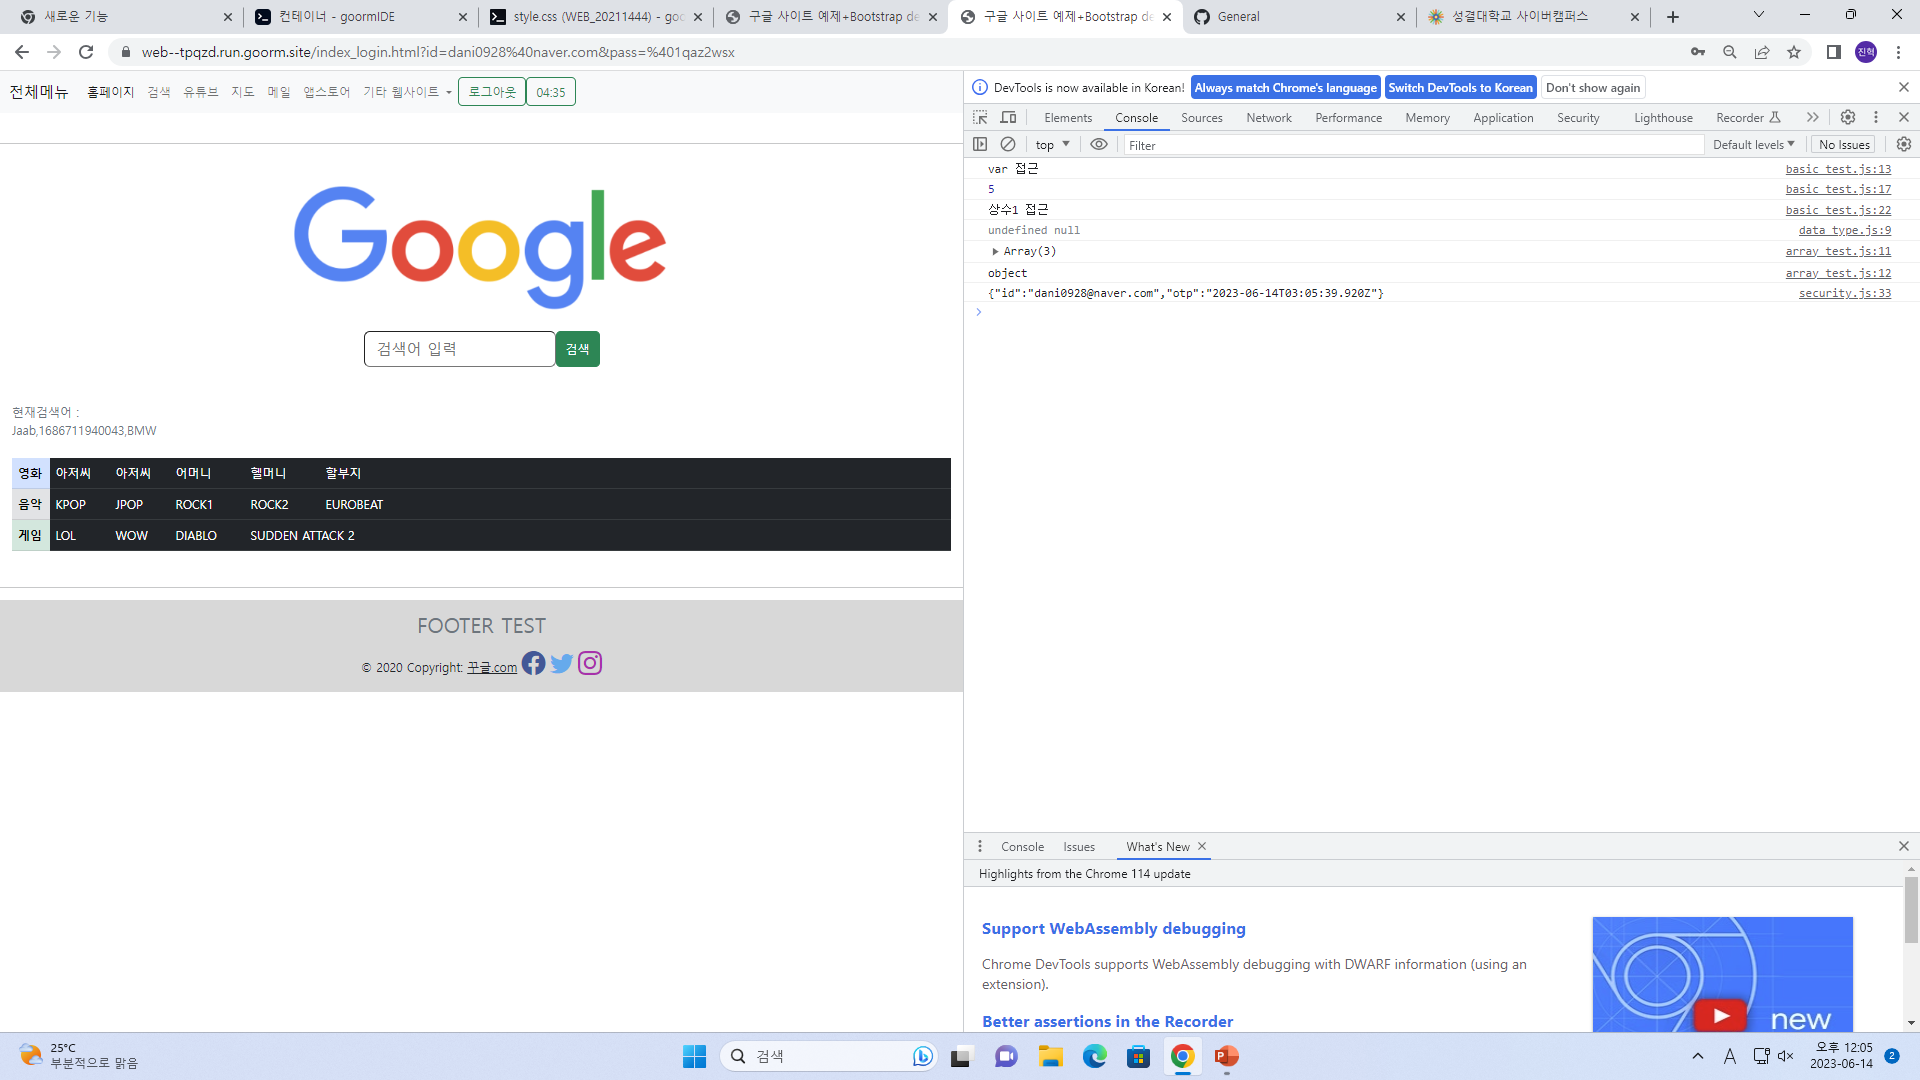 새로운 기능
컨테이너 - goormIDE
style.css (WEB_20211444) - goo
구글 사이트 예제+Bootstrap de
구글 사이트 예제+Bootstrap de
General
성결대학교 사이버캠퍼스
web--tpqzd.run.goorm.site/index_login.html?id=dani0928%40naver.com&pass=%401qaz2wsx
진혁
전체메뉴 홈페이지 검색 유튜브 지도 메일 앱스토어 기타 웹사이트 로그아웃 04:35
Google
검색어 입력 검색
현재검색어 :
Jaab,1686711940043,BMW
영화 아저씨 아저씨 어머니 헬머니 할부지
음악 KPOP JPOP ROCK1 ROCK2 EUROBEAT
게임 LOL WOW DIABLO SUDDEN ATTACK 2
FOOTER TEST
© 2020 Copyright: 꾸글.com
DevTools is now available in Korean! Always match Chrome's language Switch DevTools to Korean Don't show again
Elements Console Sources Network Performance Memory Application Security Lighthouse Recorder
top Filter Default levels No Issues
var 접근 basic_test.js:13
5 basic_test.js:17
상수1 접근 basic_test.js:22
undefined null data_type.js:9
Array(3) array_test.js:11
object array_test.js:12
{"id":"dani0928@naver.com","otp":"2023-06-14T03:05:39.920Z"} security.js:33
Console Issues What's New
Highlights from the Chrome 114 update
Support WebAssembly debugging
Chrome DevTools supports WebAssembly debugging with DWARF information (using an
extension).
Better assertions in the Recorder
new
25°C
부분적으로 맑음
검색
A
오후 12:05
2023-06-14
2